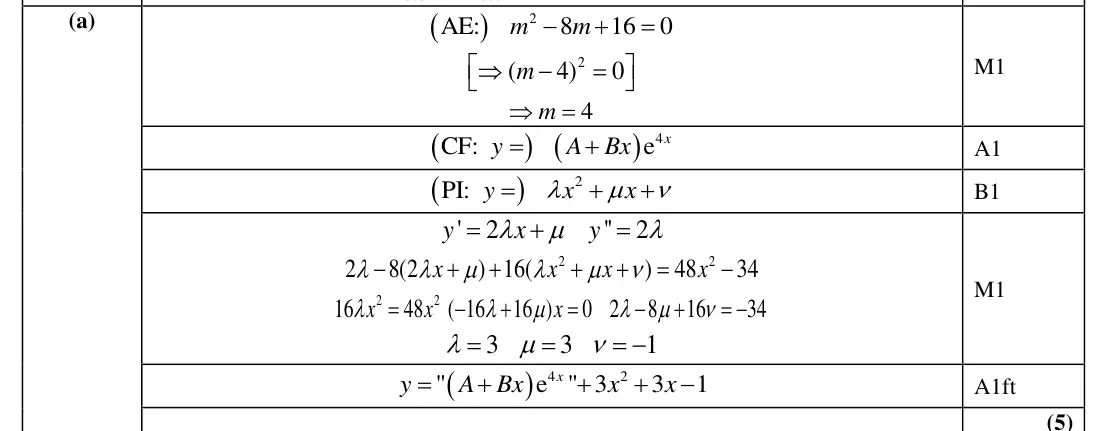 (a)
(AE:) m² − 8m + 16 = 0
[⇒ (m − 4)² = 0]
⇒ m = 4
M1
(CF: y =) (A + Bx)e⁴ˣ
A1
(PI: y =) λx² + μx + ν
B1
y' = 2λx + μ y" = 2λ
2λ − 8(2λx + μ) + 16(λx² + μx + ν) = 48x² − 34
16λx² = 48x² (−16λ + 16μ)x = 0 2λ − 8μ + 16ν = −34
λ = 3 μ = 3 ν = −1
M1
y = "(A + Bx)e⁴ˣ" + 3x² + 3x − 1
A1ft
(5)